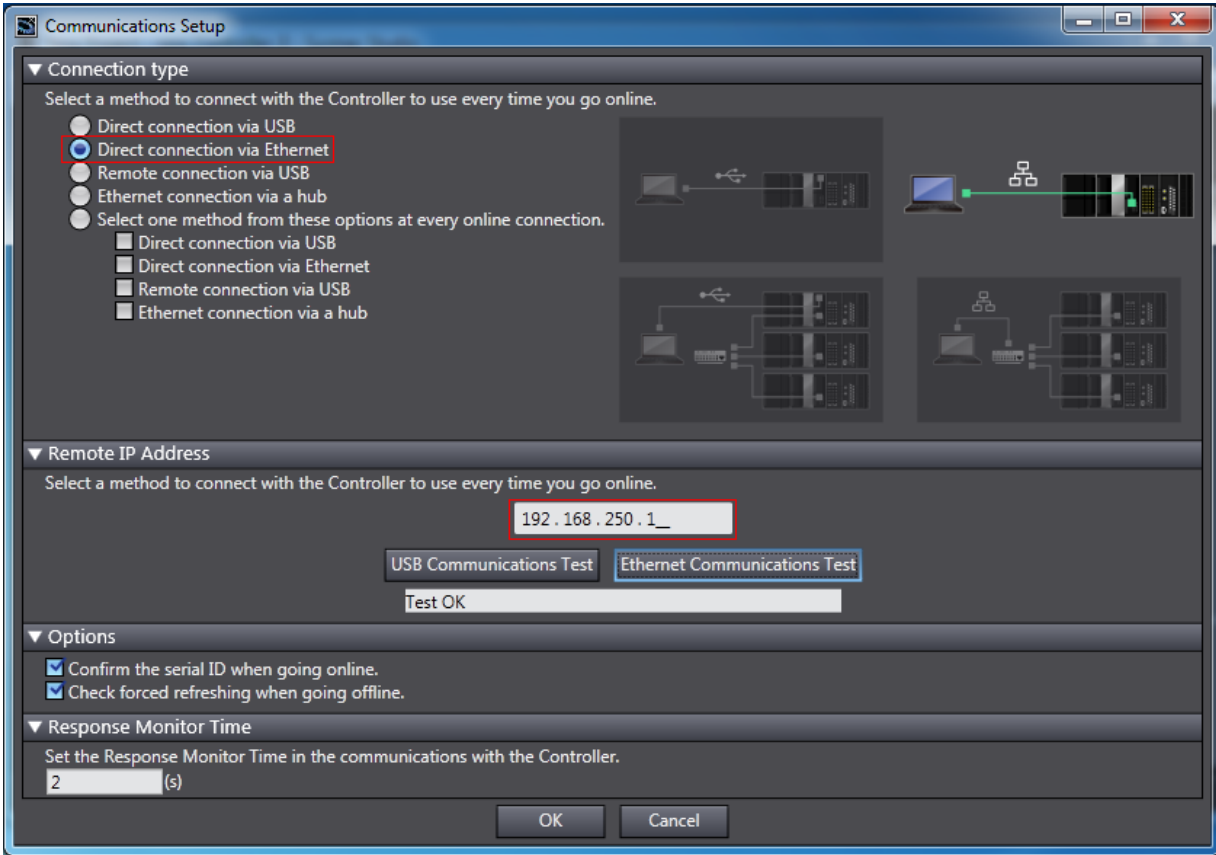 Communications Setup
▼ Connection type
Select a method to connect with the Controller to use every time you go online.
Direct connection via USB
Direct connection via Ethernet
Remote connection via USB
Ethernet connection via a hub
Select one method from these options at every online connection.
Direct connection via USB
Direct connection via Ethernet
Remote connection via USB
Ethernet connection via a hub
▼ Remote IP Address
Select a method to connect with the Controller to use every time you go online.
192 . 168 . 250 . 1_
USB Communications Test Ethernet Communications Test
Test OK
▼ Options
Confirm the serial ID when going online.
Check forced refreshing when going offline.
▼ Response Monitor Time
Set the Response Monitor Time in the communications with the Controller.
2 (s)
OK Cancel